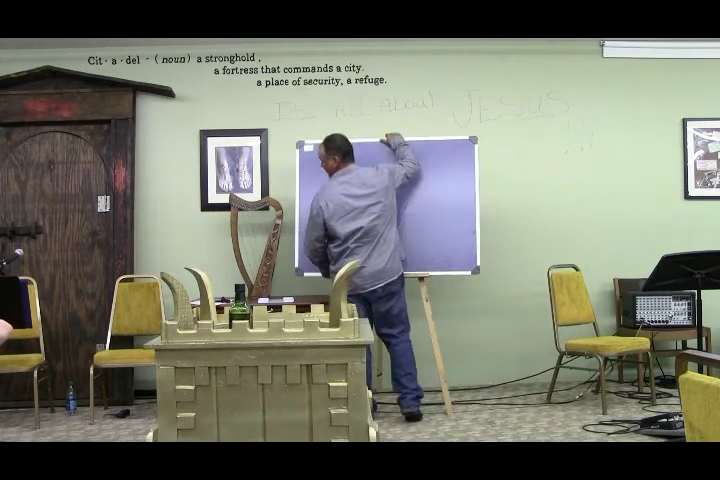 Cit · a · del - ( noun ) a stronghold ,
a fortress that commands a city.
a place of security, a refuge.
It's All About JESUS
!!!